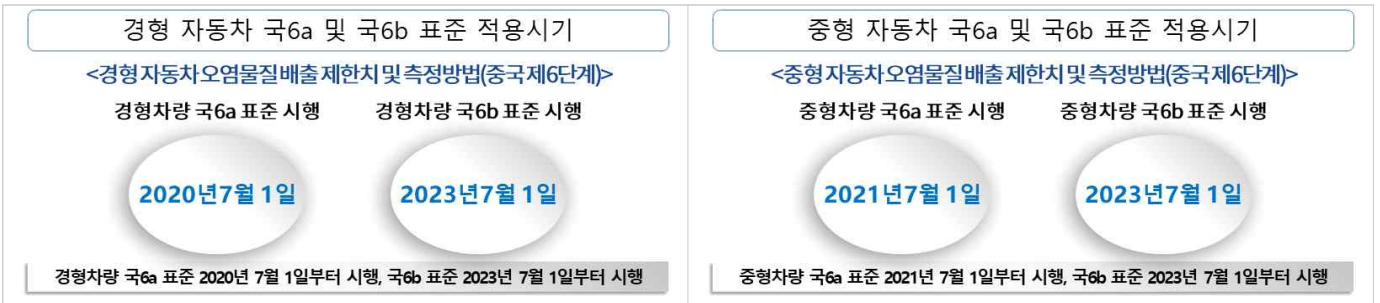 경형 자동차 국6a 및 국6b 표준 적용시기
<경형 자동차 오염물질 배출 제한치 및 측정방법(중국 제6단계)>
경형차량 국6a 표준 시행 경형차량 국6b 표준 시행
2020년7월 1일 2023년7월 1일
경형차량 국6a 표준 2020년 7월 1일부터 시행, 국6b 표준 2023년 7월 1일부터 시행
중형 자동차 국6a 및 국6b 표준 적용시기
<중형 자동차 오염물질 배출 제한치 및 측정방법(중국 제6단계)>
중형차량 국6a 표준 시행 중형차량 국6b 표준 시행
2021년7월 1일 2023년7월 1일
중형차량 국6a 표준 2021년 7월 1일부터 시행, 국6b 표준 2023년 7월 1일부터 시행